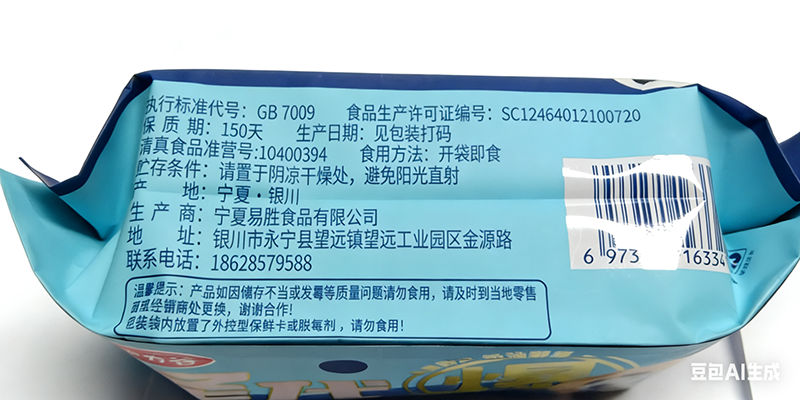 执行标准代号：GB 7009 食品生产许可证编号：SC12464012100720
保 质 期：150天 生产日期：见包装打码
清真食品准营号:10400394 食用方法：开袋即食
贮存条件：请置于阴凉干燥处，避免阳光直射
产 地：宁夏·银川
生 产 商：宁夏易胜食品有限公司
地 址：银川市永宁县望远镇望远工业园区金源路
联系电话：18628579588
温馨提示：产品如因储存不当或发霉等质量问题请勿食用，请及时到当地零售
商或经销商处更换，谢谢合作！
包装袋内放置了外控型保鲜卡或脱霉剂，请勿食用！
6 973 16334
豆包AI生成